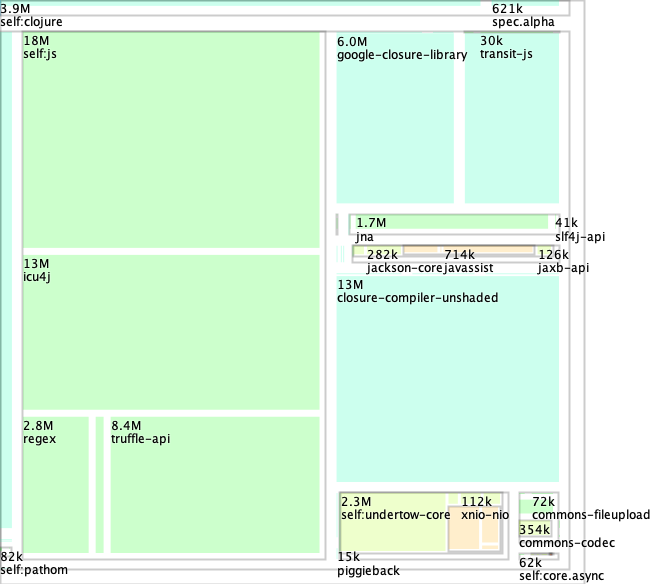 3.9M
self:clojure
621k
spec.alpha
18M
self:js
6.0M
google-closure-library
30k
transit-js
1.7M
jna
41k
slf4j-api
282k
jackson-core
714k
javassist
126k
jaxb-api
13M
icu4j
13M
closure-compiler-unshaded
2.8M
regex
8.4M
truffle-api
2.3M
self:undertow-core
112k
xnio-nio
72k
commons-fileupload
354k
commons-codec
82k
self:pathom
15k
piggieback
62k
self:core.async